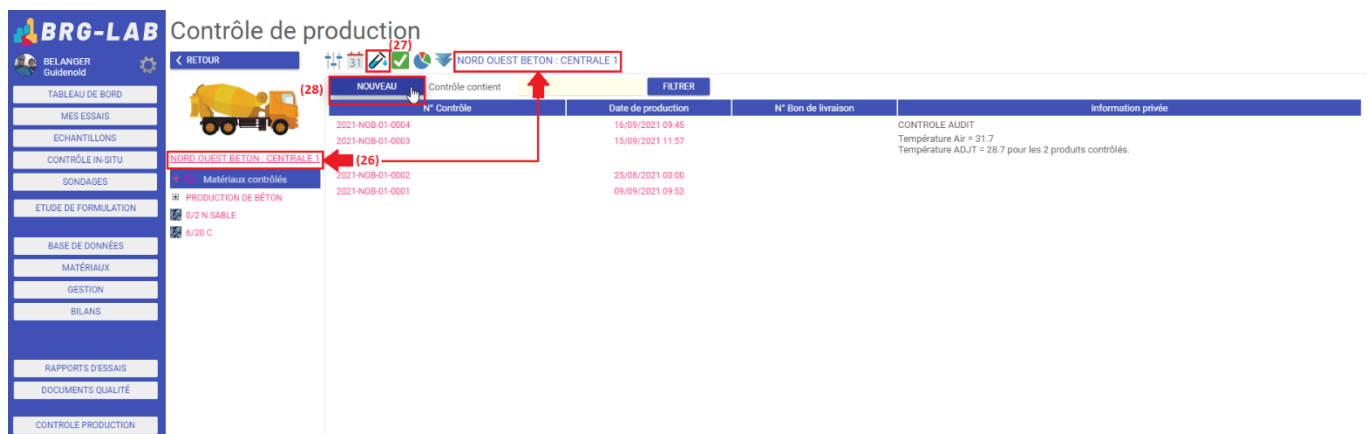 BRG-LAB
Contrôle de production
BELANGER
Guidenold
RETOUR
31
(27)
NORD OUEST BETON : CENTRALE 1
TABLEAU DE BORD
MES ESSAIS
ECHANTILLONS
CONTRÔLE IN-SITU
SONDAGES
ETUDE DE FORMULATION
BASE DE DONNÉES
MATÉRIAUX
GESTION
BILANS
RAPPORTS D'ESSAIS
DOCUMENTS QUALITÉ
CONTROLE PRODUCTION
NORD OUEST BETON : CENTRALE 1
(26)
Matériaux contrôlés
PRODUCTION DE BÉTON
0/2 N SABLE
6/20 C
(28)
NOUVEAU
Contrôle contient
FILTRER
N° Contrôle Date de production N° Bon de livraison Information privée
2021-NOB-01-0004 16/09/2021 09:45 CONTROLE AUDIT
2021-NOB-01-0003 15/09/2021 11:57 Température Air = 31.7
Température ADJT = 28.7 pour les 2 produits contrôlés.
2021-NOB-01-0002 25/08/2021 00:00
2021-NOB-01-0001 09/09/2021 09:53